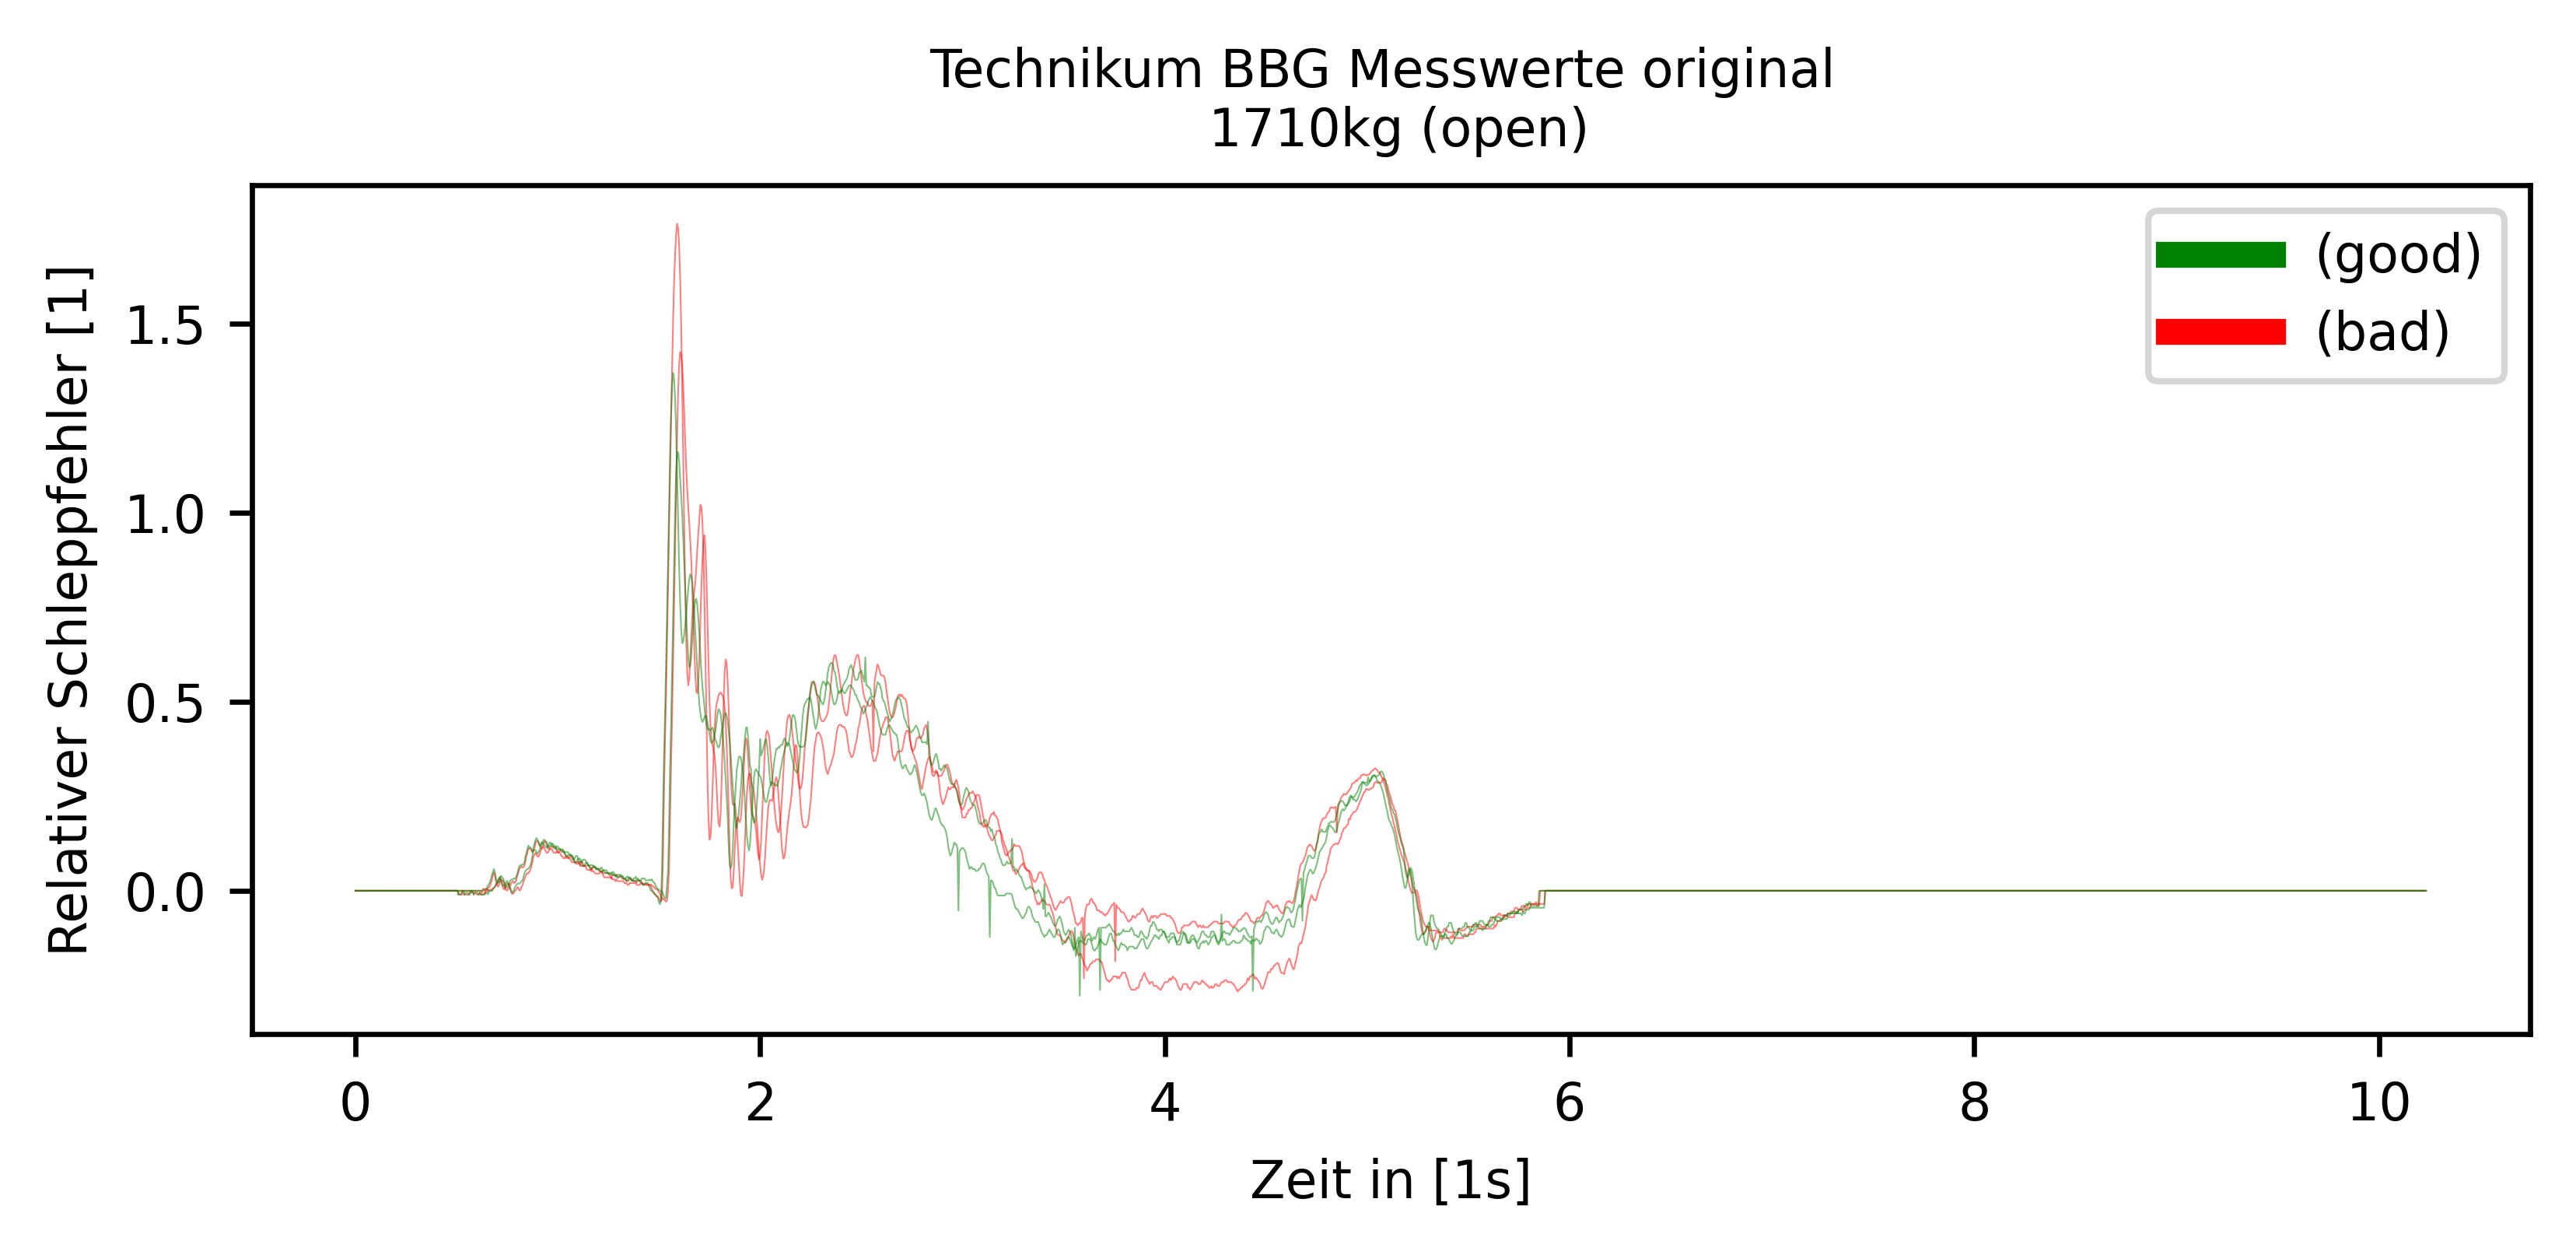 Technikum BBG Messwerte original
1710kg (open)
(good)
(bad)
Relativer Schleppfehler [1]
1.5
1.0
0.5
0.0
0 2 4 6 8 10
Zeit in [1s]